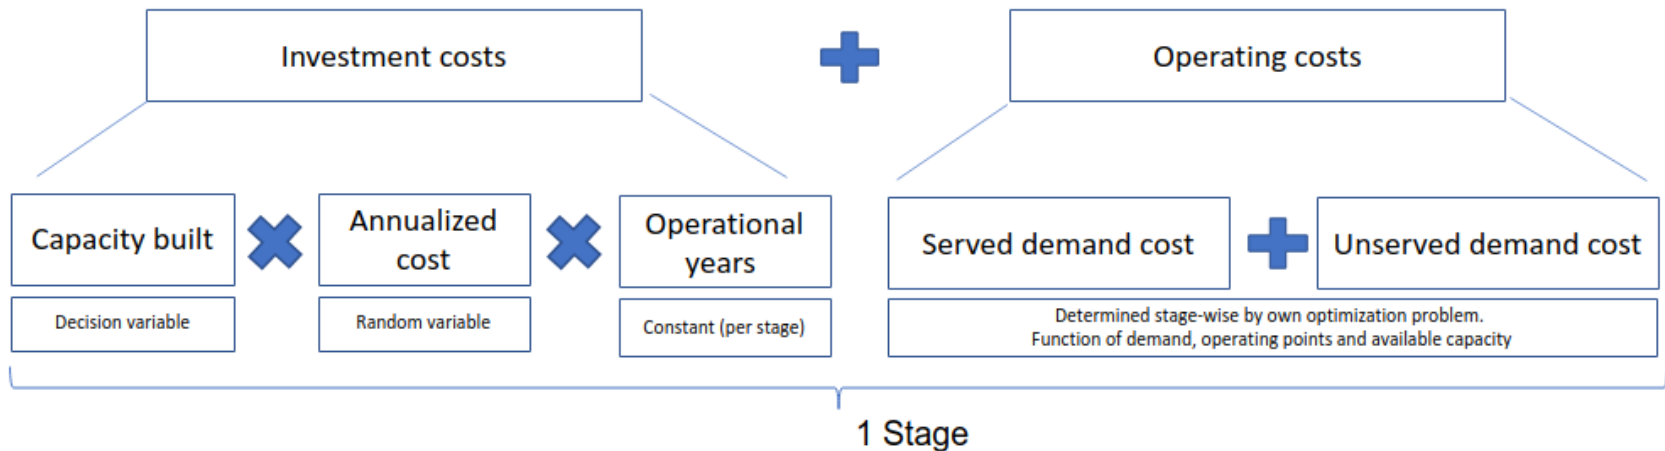 Investment costs
Operating costs
Capacity built
Annualized
cost
Operational
years
Served demand cost
Unserved demand cost
Decision variable
Random variable
Constant (per stage)
Determined stage-wise by own optimization problem.
Function of demand, operating points and available capacity
1 Stage